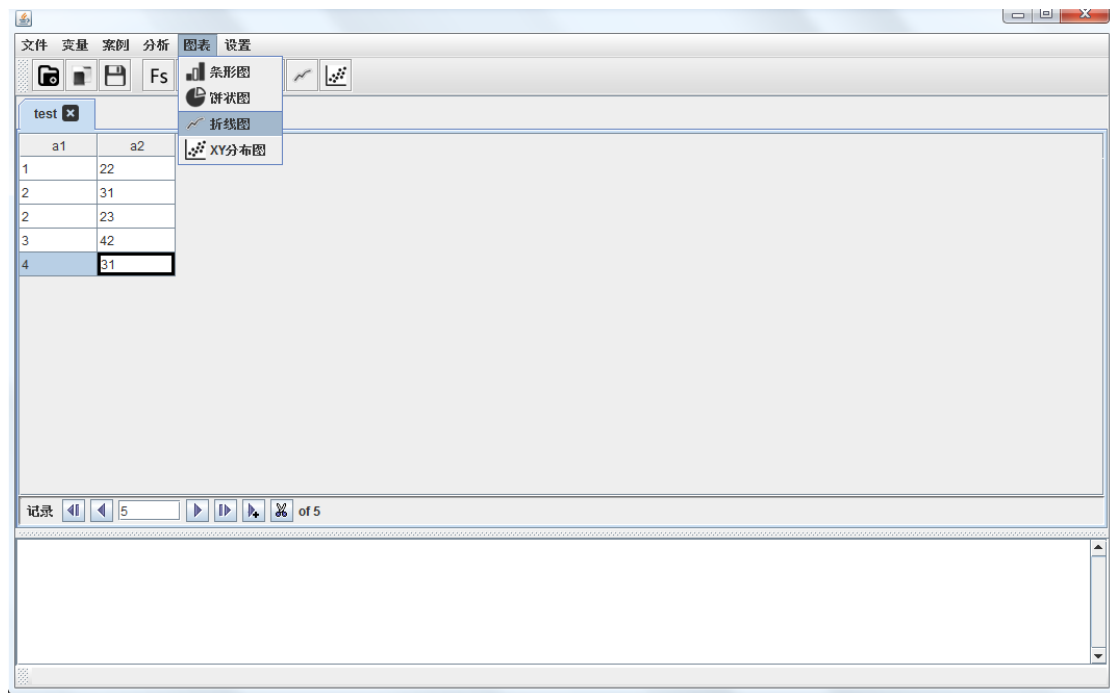 文件 变量 案例 分析 图表 设置
Fs
条形图
饼状图
折线图
XY分布图
test
a1 a2
1 22
2 31
2 23
3 42
4 31
记录 5 of 5